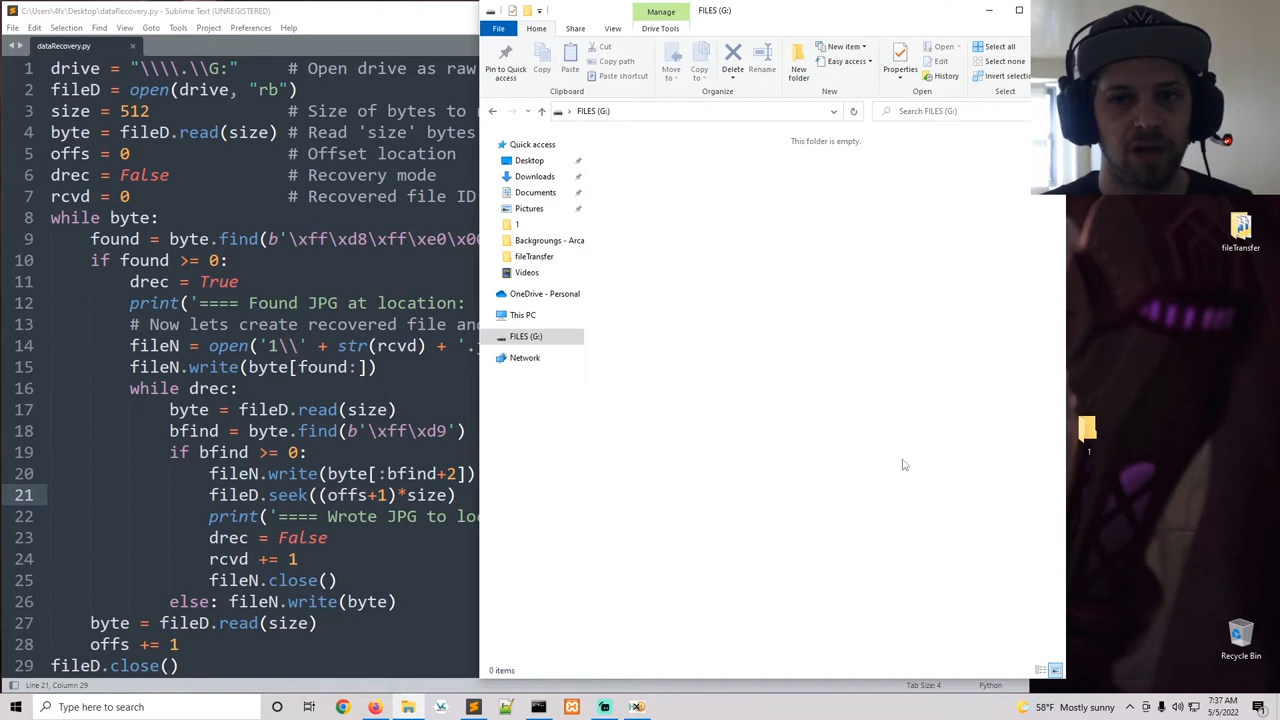 C:\Users\4fx\Desktop\dataRecovery.py - Sublime Text (UNREGISTERED)
File Edit Selection Find View Goto Tools Project Preferences Help
dataRecovery.py
1 drive = "\\\\.\\G:" # Open drive as raw
2 fileD = open(drive, "rb")
3 size = 512 # Size of bytes to
4 byte = fileD.read(size) # Read 'size' bytes
5 offs = 0 # Offset location
6 drec = False # Recovery mode
7 rcvd = 0 # Recovered file ID
8 while byte:
9 found = byte.find(b'\xff\xd8\xff\xe0\x00
10 if found >= 0:
11 drec = True
12 print('==== Found JPG at location:
13 # Now lets create recovered file and
14 fileN = open('1\\' + str(rcvd) + '.
15 fileN.write(byte[found:])
16 while drec:
17 byte = fileD.read(size)
18 bfind = byte.find(b'\xff\xd9')
19 if bfind >= 0:
20 fileN.write(byte[:bfind+2])
21 fileD.seek((offs+1)*size)
22 print('==== Wrote JPG to lo
23 drec = False
24 rcvd += 1
25 fileN.close()
26 else: fileN.write(byte)
27 byte = fileD.read(size)
28 offs += 1
29 fileD.close()
Line 21, Column 29
Tab Size: 4
Python
Manage
FILES (G:)
File Home Share View Drive Tools
Pin to Quick access
Copy
Paste
Cut
Copy path
Paste shortcut
Clipboard
Move to
Copy to
Delete
Rename
Organize
New folder
New item
Easy access
New
Properties
Open
Edit
History
Open
Select all
Select none
Invert selectio
Select
FILES (G:)
Search FILES (G:)
This folder is empty.
Quick access
Desktop
Downloads
Documents
Pictures
1
Backgroungs - Arca
fileTransfer
Videos
OneDrive - Personal
This PC
FILES (G:)
Network
0 items
fileTransfer
1
Recycle Bin
Type here to search
58°F Mostly sunny
7:37 AM
5/5/2022